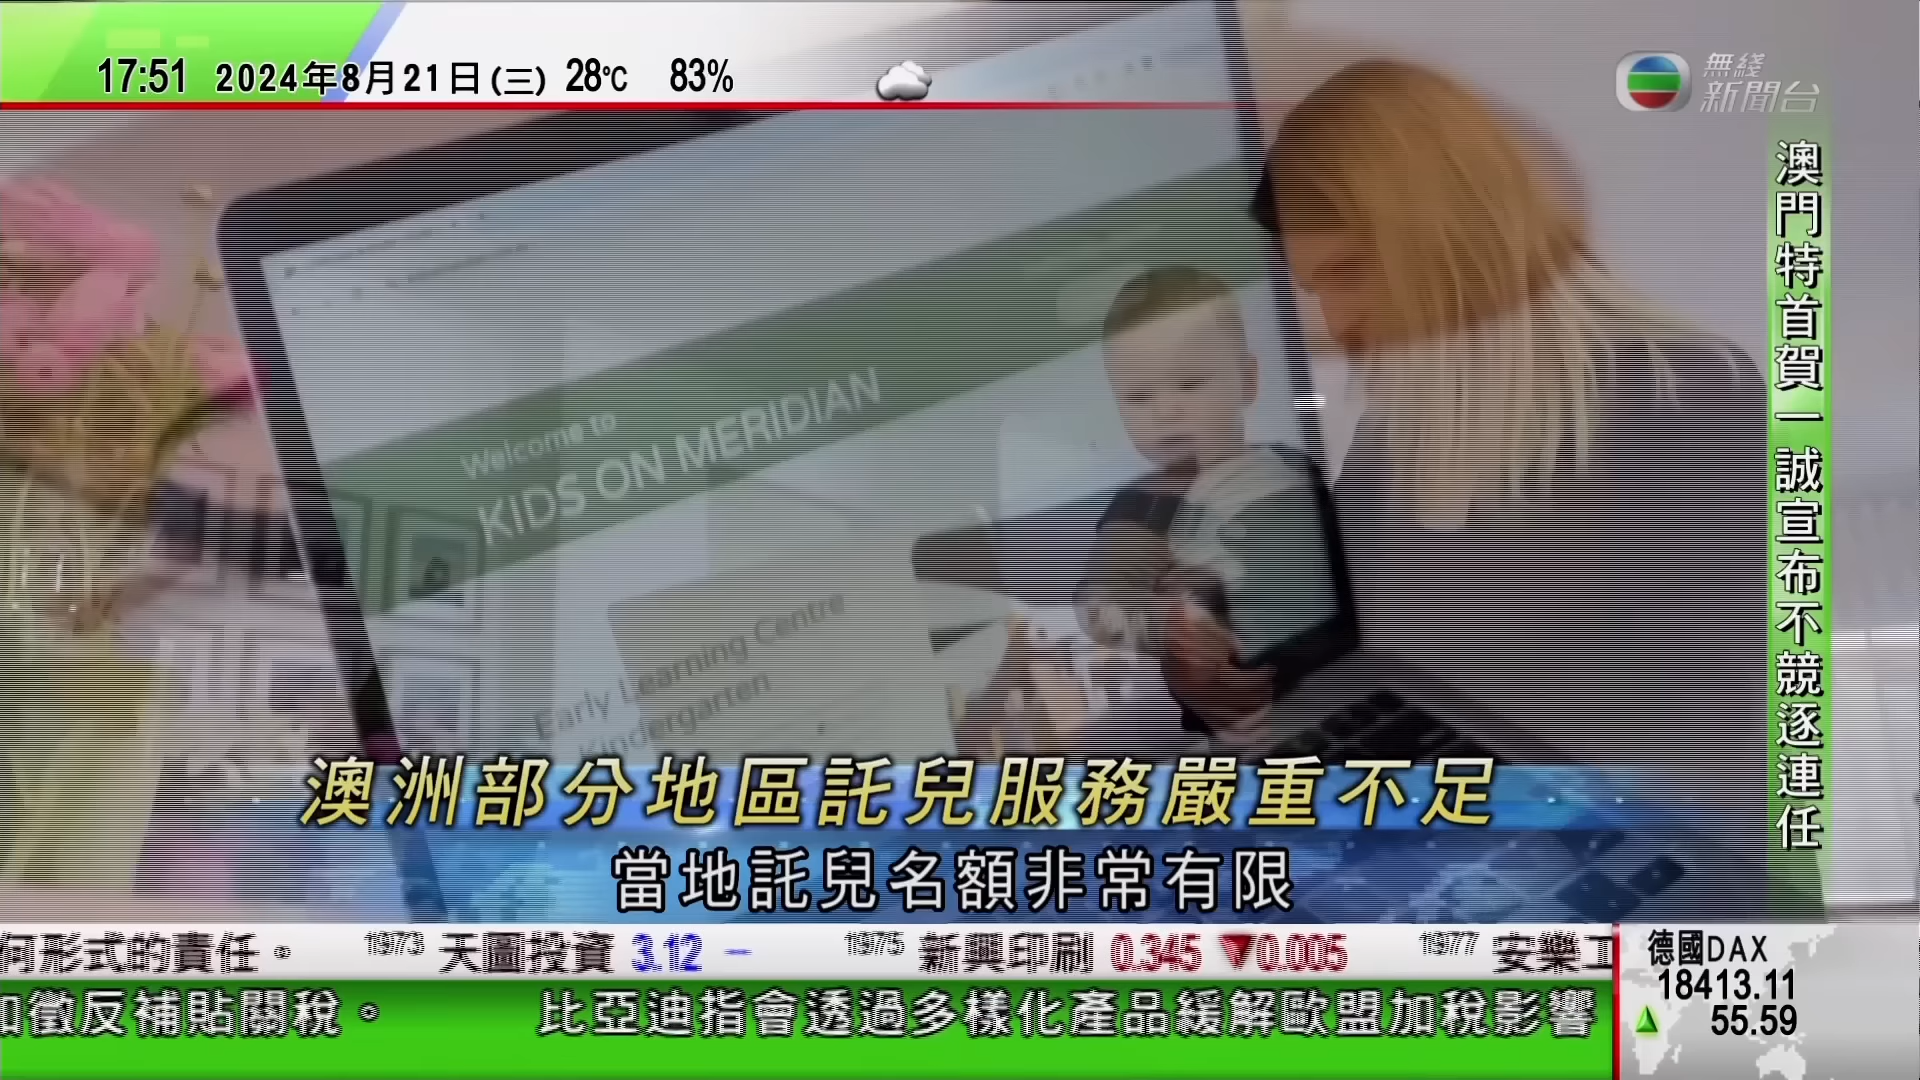 17:51 2024年8月21日(三) 28℃ 83%
無綫
新聞台
澳門特首賀一誠宣布不競逐連任
Welcome to
KIDS ON MERIDIAN
Early Learning Centre
Kindergarten
澳洲部分地區託兒服務嚴重不足
當地託兒名額非常有限
何形式的責任。 1973 天圖投資 3.12 － 1975 新興印刷 0.345 ▼0.005 1977 安樂工
加徵反補貼關稅。 比亞迪指會透過多樣化產品緩解歐盟加稅影響
德國DAX
18413.11
▲ 55.59